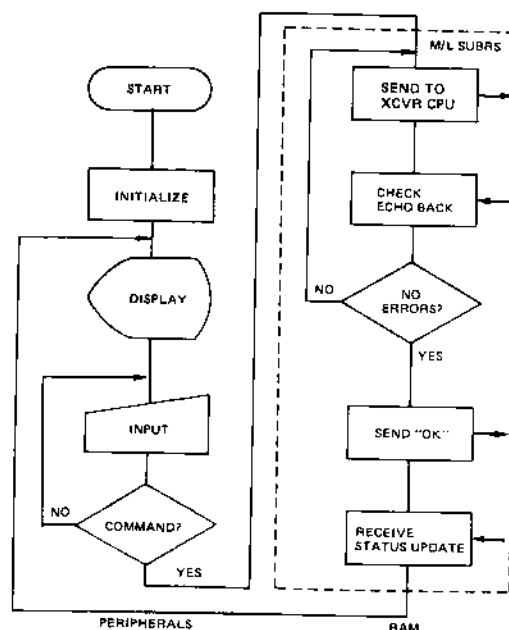 START
INITIALIZE
DISPLAY
INPUT
NO
COMMAND?
YES
PERIPHERALS
M/L SUBRS
SEND TO
XCVR CPU
CHECK
ECHO BACK
NO
NO
ERRORS?
YES
SEND "OK"
RECEIVE
STATUS UPDATE
RAM